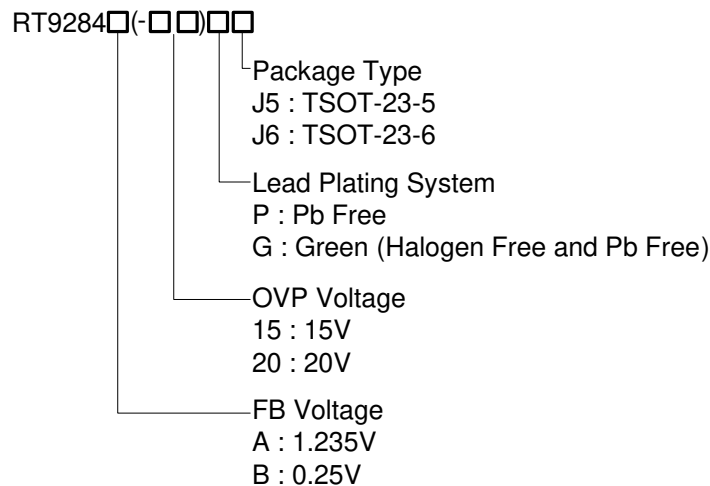 RT9284□(-□□)□□
Package Type
J5 : TSOT-23-5
J6 : TSOT-23-6
Lead Plating System
P : Pb Free
G : Green (Halogen Free and Pb Free)
OVP Voltage
15 : 15V
20 : 20V
FB Voltage
A : 1.235V
B : 0.25V